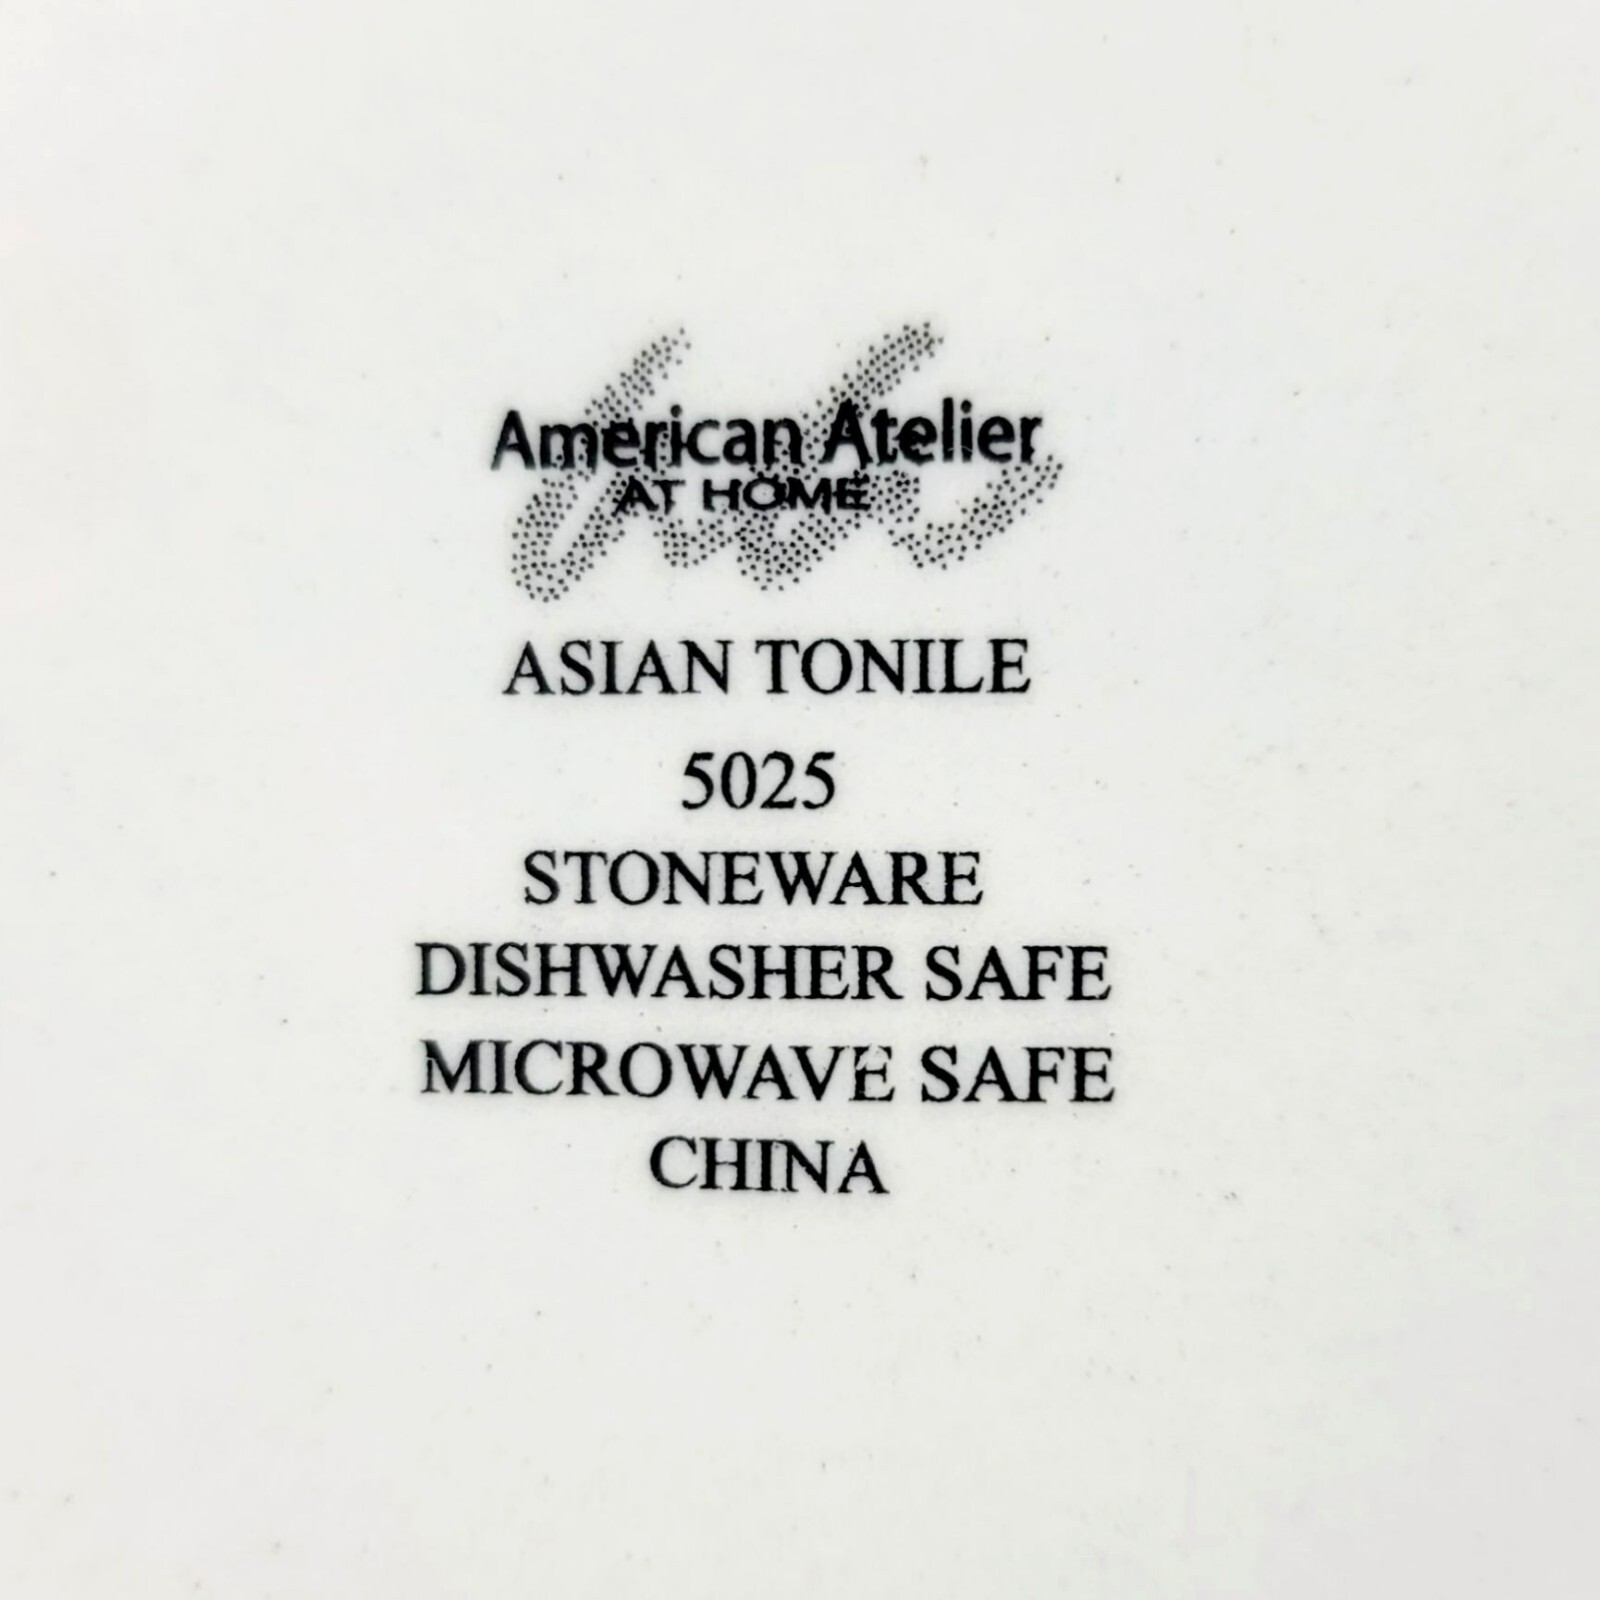 American Atelier
AT HOME
ASIAN TONILE
5025
STONEWARE
DISHWASHER SAFE
MICROWAVE SAFE
CHINA